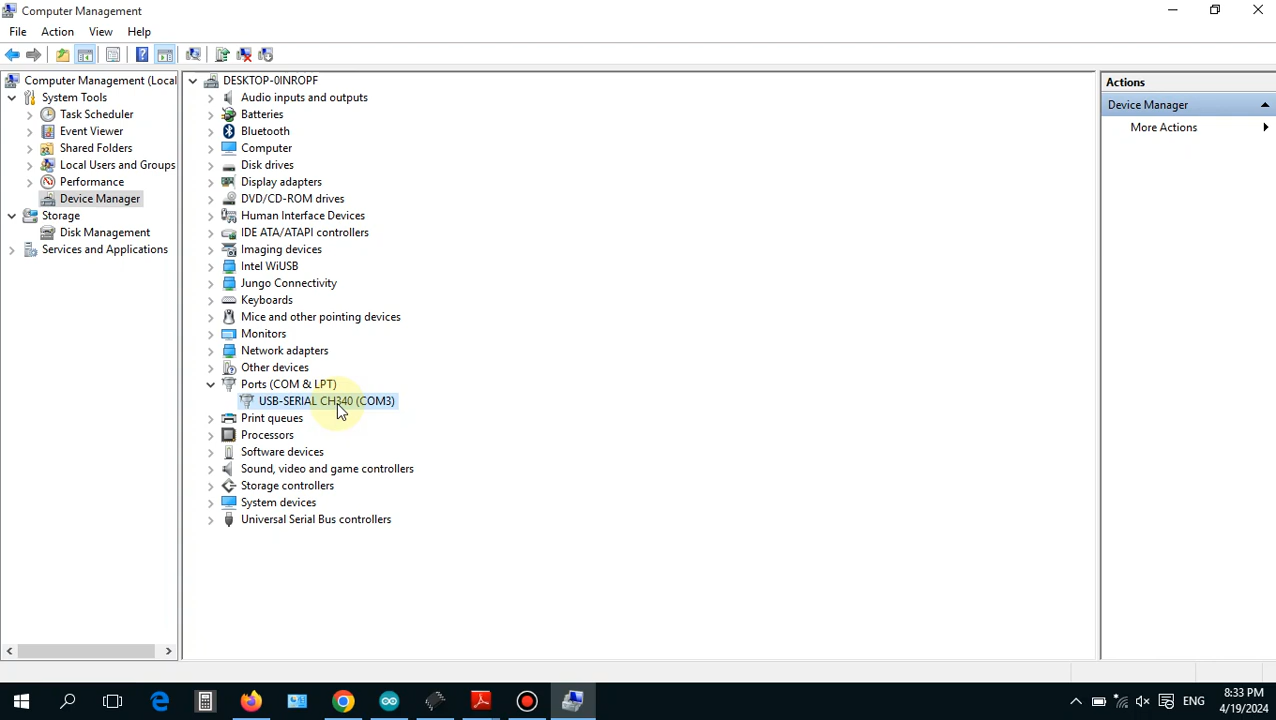 Computer Management
File Action View Help
Computer Management (Local
System Tools
Task Scheduler
Event Viewer
Shared Folders
Local Users and Groups
Performance
Device Manager
Storage
Disk Management
Services and Applications
DESKTOP-0INROPF
Audio inputs and outputs
Batteries
Bluetooth
Computer
Disk drives
Display adapters
DVD/CD-ROM drives
Human Interface Devices
IDE ATA/ATAPI controllers
Imaging devices
Intel WiUSB
Jungo Connectivity
Keyboards
Mice and other pointing devices
Monitors
Network adapters
Other devices
Ports (COM & LPT)
USB-SERIAL CH340 (COM3)
Print queues
Processors
Software devices
Sound, video and game controllers
Storage controllers
System devices
Universal Serial Bus controllers
Actions
Device Manager
More Actions
ENG
8:33 PM
4/19/2024